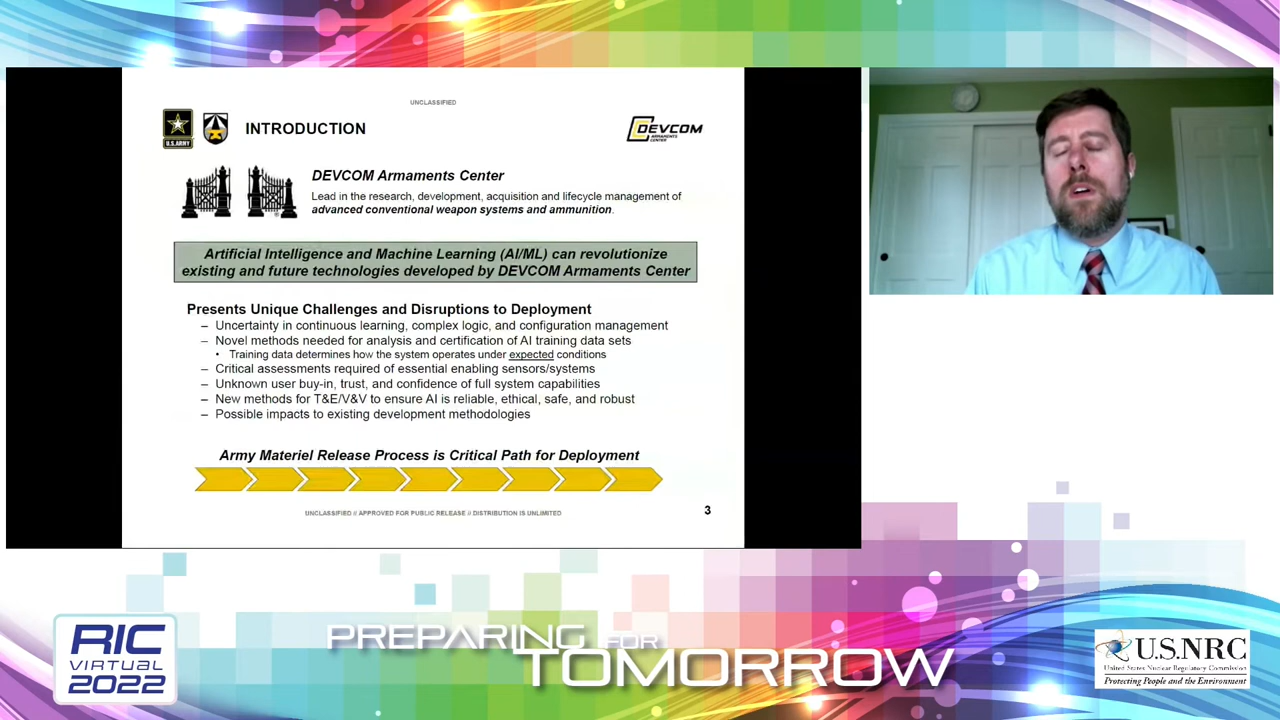 UNCLASSIFIED
U.S.ARMY
INTRODUCTION
DEVCOM
ARMAMENTS
CENTER
DEVCOM Armaments Center
Lead in the research, development, acquisition and lifecycle management of
advanced conventional weapon systems and ammunition.
Artificial Intelligence and Machine Learning (AI/ML) can revolutionize
existing and future technologies developed by DEVCOM Armaments Center
Presents Unique Challenges and Disruptions to Deployment
– Uncertainty in continuous learning, complex logic, and configuration management
– Novel methods needed for analysis and certification of AI training data sets
• Training data determines how the system operates under expected conditions
– Critical assessments required of essential enabling sensors/systems
– Unknown user buy-in, trust, and confidence of full system capabilities
– New methods for T&E/V&V to ensure AI is reliable, ethical, safe, and robust
– Possible impacts to existing development methodologies
Army Materiel Release Process is Critical Path for Deployment
UNCLASSIFIED // APPROVED FOR PUBLIC RELEASE // DISTRIBUTION IS UNLIMITED
3
RIC
VIRTUAL
2022
PREPARING FOR
TOMORROW
U.S.NRC
United States Nuclear Regulatory Commission
Protecting People and the Environment